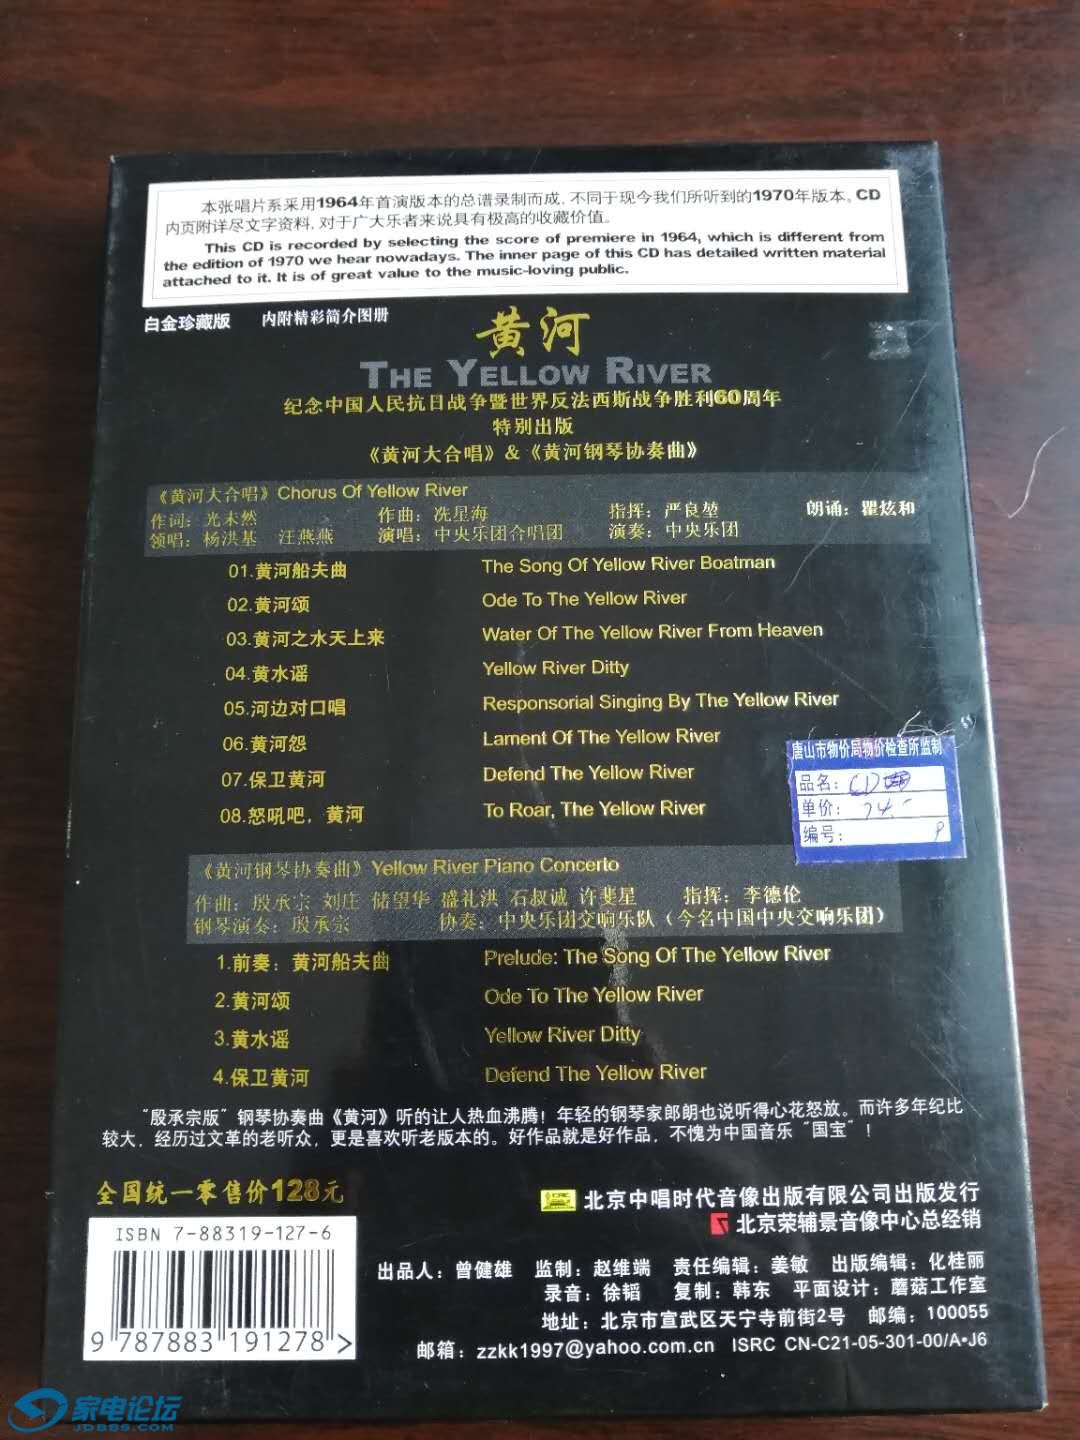 本张唱片系采用1964年首演版本的总谱录制而成，不同于现今我们所听到的1970年版本。CD
内页附详尽文字资料，对于广大乐者来说具有极高的收藏价值。
This CD is recorded by selecting the score of premiere in 1964, which is different from
the edition of 1970 we hear nowadays. The inner page of this CD has detailed written material
attached to it. It is of great value to the music-loving public.
白金珍藏版 内附精彩简介图册
黄河
THE YELLOW RIVER
纪念中国人民抗日战争暨世界反法西斯战争胜利60周年
特别出版
《黄河大合唱》&《黄河钢琴协奏曲》
《黄河大合唱》Chorus Of Yellow River
作词：光未然 作曲：冼星海 指挥：严良堃 朗诵：瞿炫和
领唱：杨洪基 汪燕燕 演唱：中央乐团合唱团 演奏：中央乐团
01.黄河船夫曲 The Song Of Yellow River Boatman
02.黄河颂 Ode To The Yellow River
03.黄河之水天上来 Water Of The Yellow River From Heaven
04.黄水谣 Yellow River Ditty
05.河边对口唱 Responsorial Singing By The Yellow River
06.黄河怨 Lament Of The Yellow River
07.保卫黄河 Defend The Yellow River
08.怒吼吧，黄河 To Roar, The Yellow River
唐山市物价局物价检查所监制
品名：CD
单价：74.-
编号： P
《黄河钢琴协奏曲》Yellow River Piano Concerto
作曲：殷承宗 刘庄 储望华 盛礼洪 石叔诚 许斐星 指挥：李德伦
钢琴演奏：殷承宗 协奏：中央乐团交响乐队（今名中国中央交响乐团）
1.前奏：黄河船夫曲 Prelude: The Song Of The Yellow River
2.黄河颂 Ode To The Yellow River
3.黄水谣 Yellow River Ditty
4.保卫黄河 Defend The Yellow River
“殷承宗版”钢琴协奏曲《黄河》听的让人热血沸腾！年轻的钢琴家郎朗也说听得心花怒放。而许多年纪比
较大，经历过文革的老听众，更是喜欢听老版本的。好作品就是好作品，不愧为中国音乐“国宝”！
全国统一零售价128元
北京中唱时代音像出版有限公司出版发行
北京荣辅景音像中心总经销
ISBN 7-88319-127-6
9 787883 191278 >
出品人：曾健雄 监制：赵维端 责任编辑：姜敏 出版编辑：化桂丽
录音：徐韬 复制：韩东 平面设计：蘑菇工作室
地址：北京市宣武区天宁寺前街2号 邮编：100055
邮箱：zzkk1997@yahoo.com.cn ISRC CN-C21-05-301-00/A·J6
家电论坛
JDBBS.COM